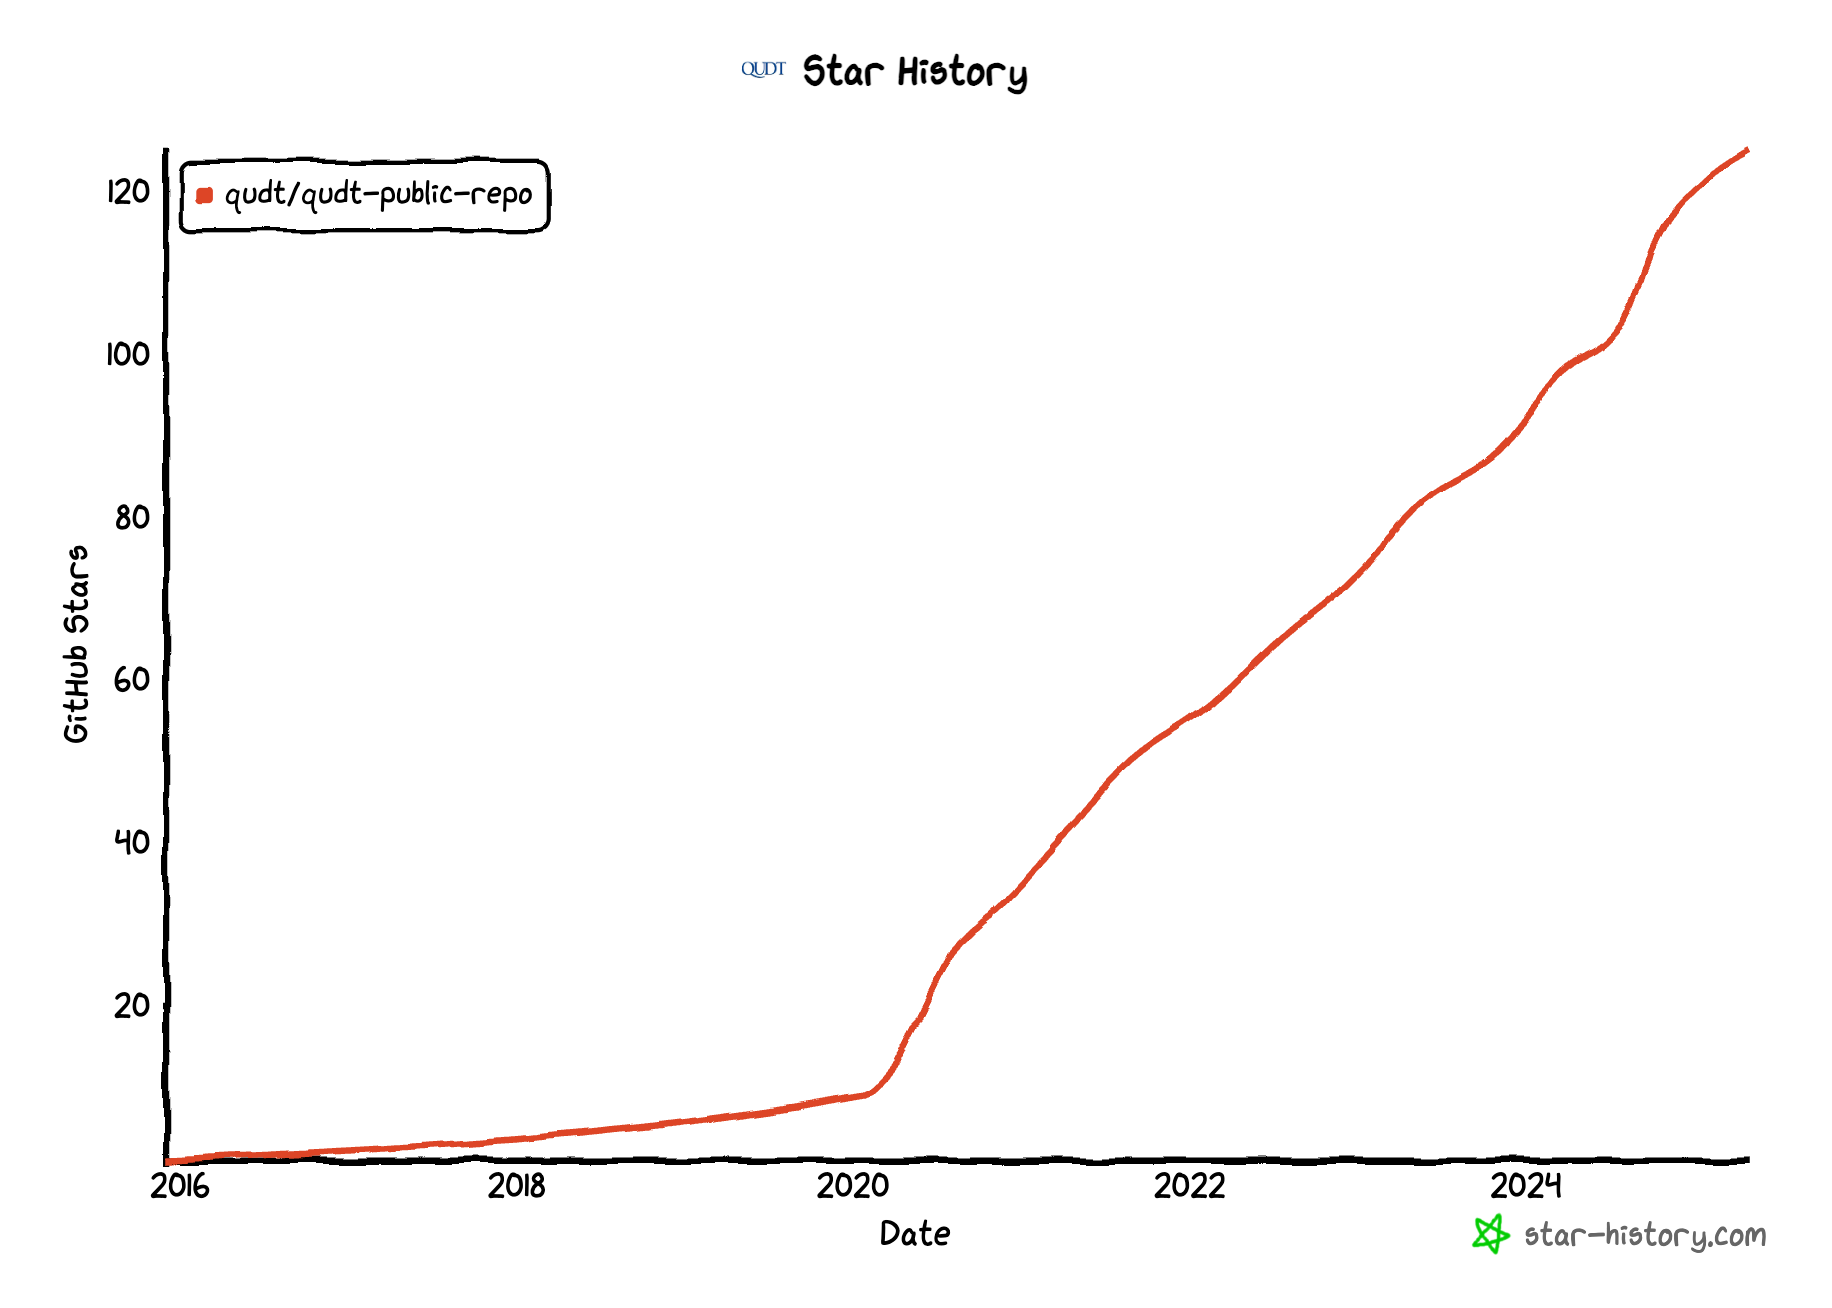 QUDT Star History
qudt/qudt-public-repo
120
100
80
60
40
20
GitHub Stars
2016 2018 2020 2022 2024
Date
star-history.com